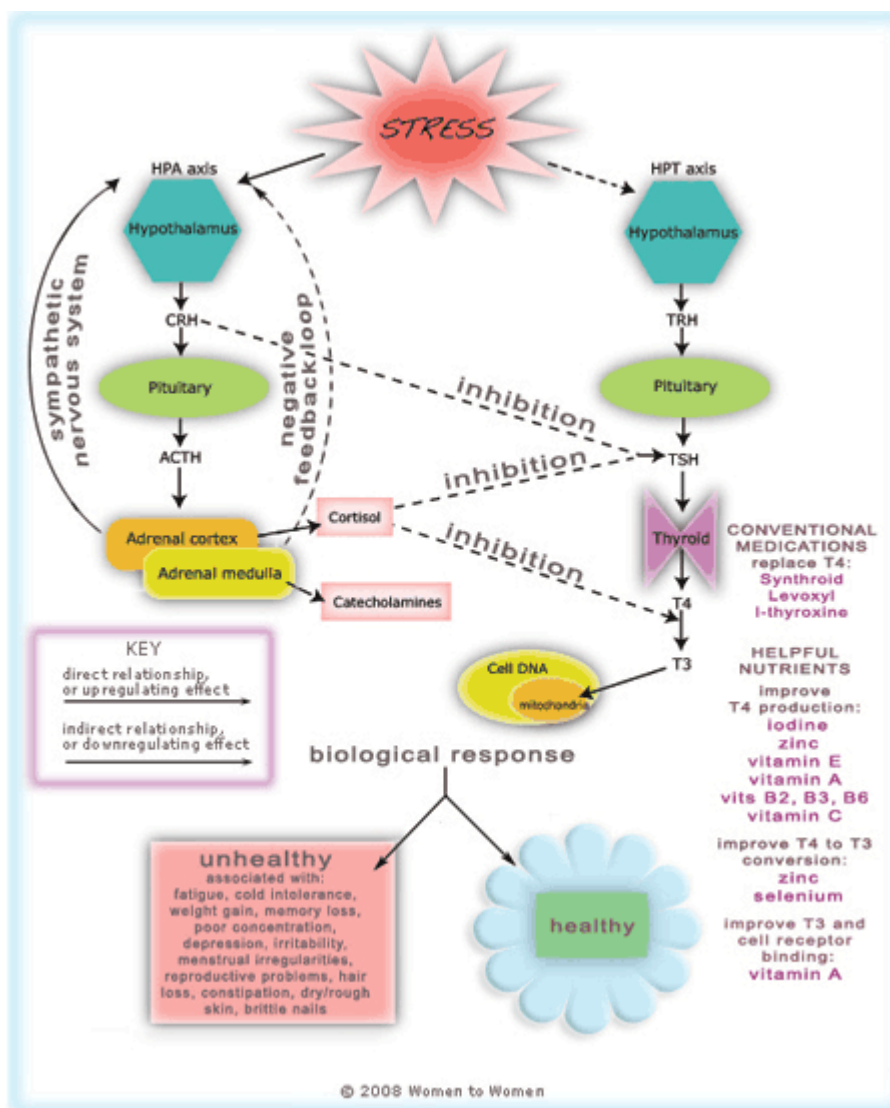 STRESS
HPA axis
HPT axis
Hypothalamus
Hypothalamus
CRH
TRH
sympathetic
nervous system
negative
feedback loop
inhibition
Pituitary
Pituitary
inhibition
ACTH
TSH
Cortisol
inhibition
Adrenal cortex
Adrenal medulla
Catecholamines
Thyroid
T4
T3
Cell DNA
mitochondria
CONVENTIONAL
MEDICATIONS
replace T4:
Synthroid
Levoxyl
l-thyroxine
KEY
direct relationship,
or upregulating effect
indirect relationship,
or downregulating effect
HELPFUL
NUTRIENTS
improve
T4 production:
iodine
zinc
vitamin E
vitamin A
vits B2, B3, B6
vitamin C
improve T4 to T3
conversion:
zinc
selenium
improve T3 and
cell receptor
binding:
vitamin A
biological response
unhealthy
associated with:
fatigue, cold intolerance,
weight gain, memory loss,
poor concentration,
depression, irritability,
menstrual irregularities,
reproductive problems, hair
loss, constipation, dry/rough
skin, brittle nails
healthy
© 2008 Women to Women